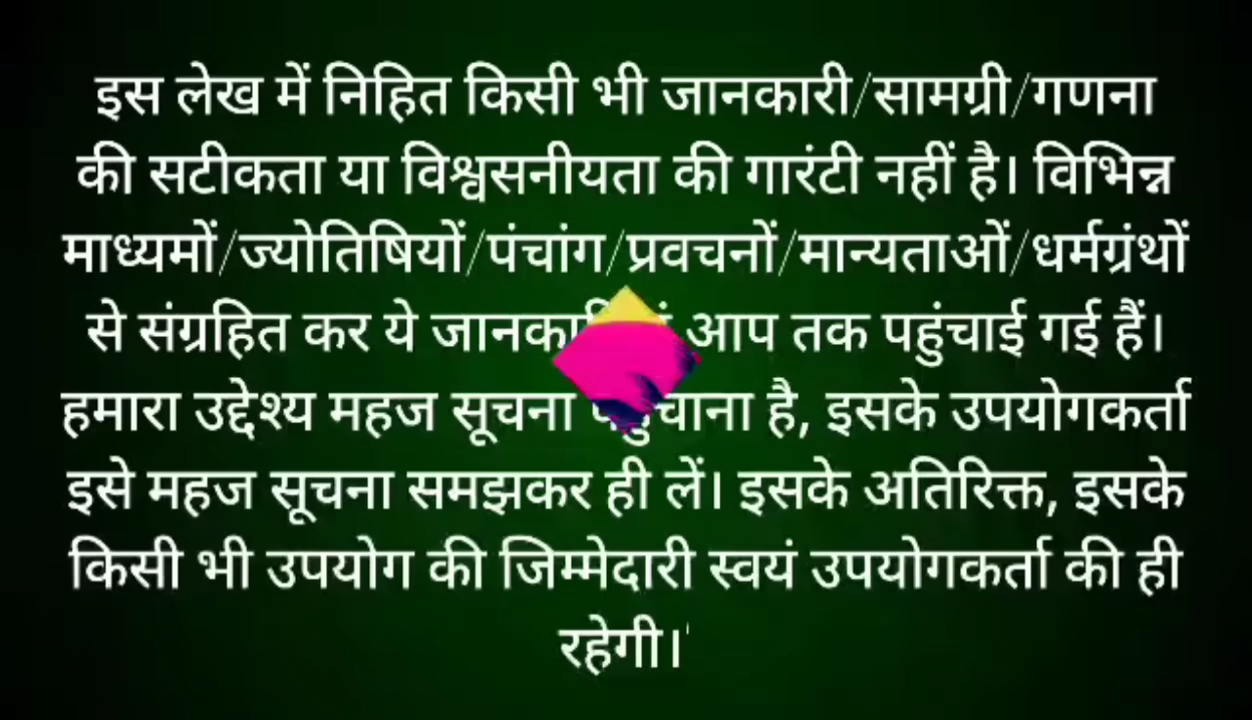 इस लेख में निहित किसी भी जानकारी/सामग्री/गणना
की सटीकता या विश्वसनीयता की गारंटी नहीं है। विभिन्न
माध्यमों/ज्योतिषियों/पंचांग/प्रवचनों/मान्यताओं/धर्मग्रंथों
से संग्रहित कर ये आप तक पहुंचाई गई हैं।
हमारा उद्देश्य महज सूचना है, इसके उपयोगकर्ता
इसे महज सूचना समझकर ही लें। इसके अतिरिक्त, इसके
किसी भी उपयोग की जिम्मेदारी स्वयं उपयोगकर्ता की ही
रहेगी।'